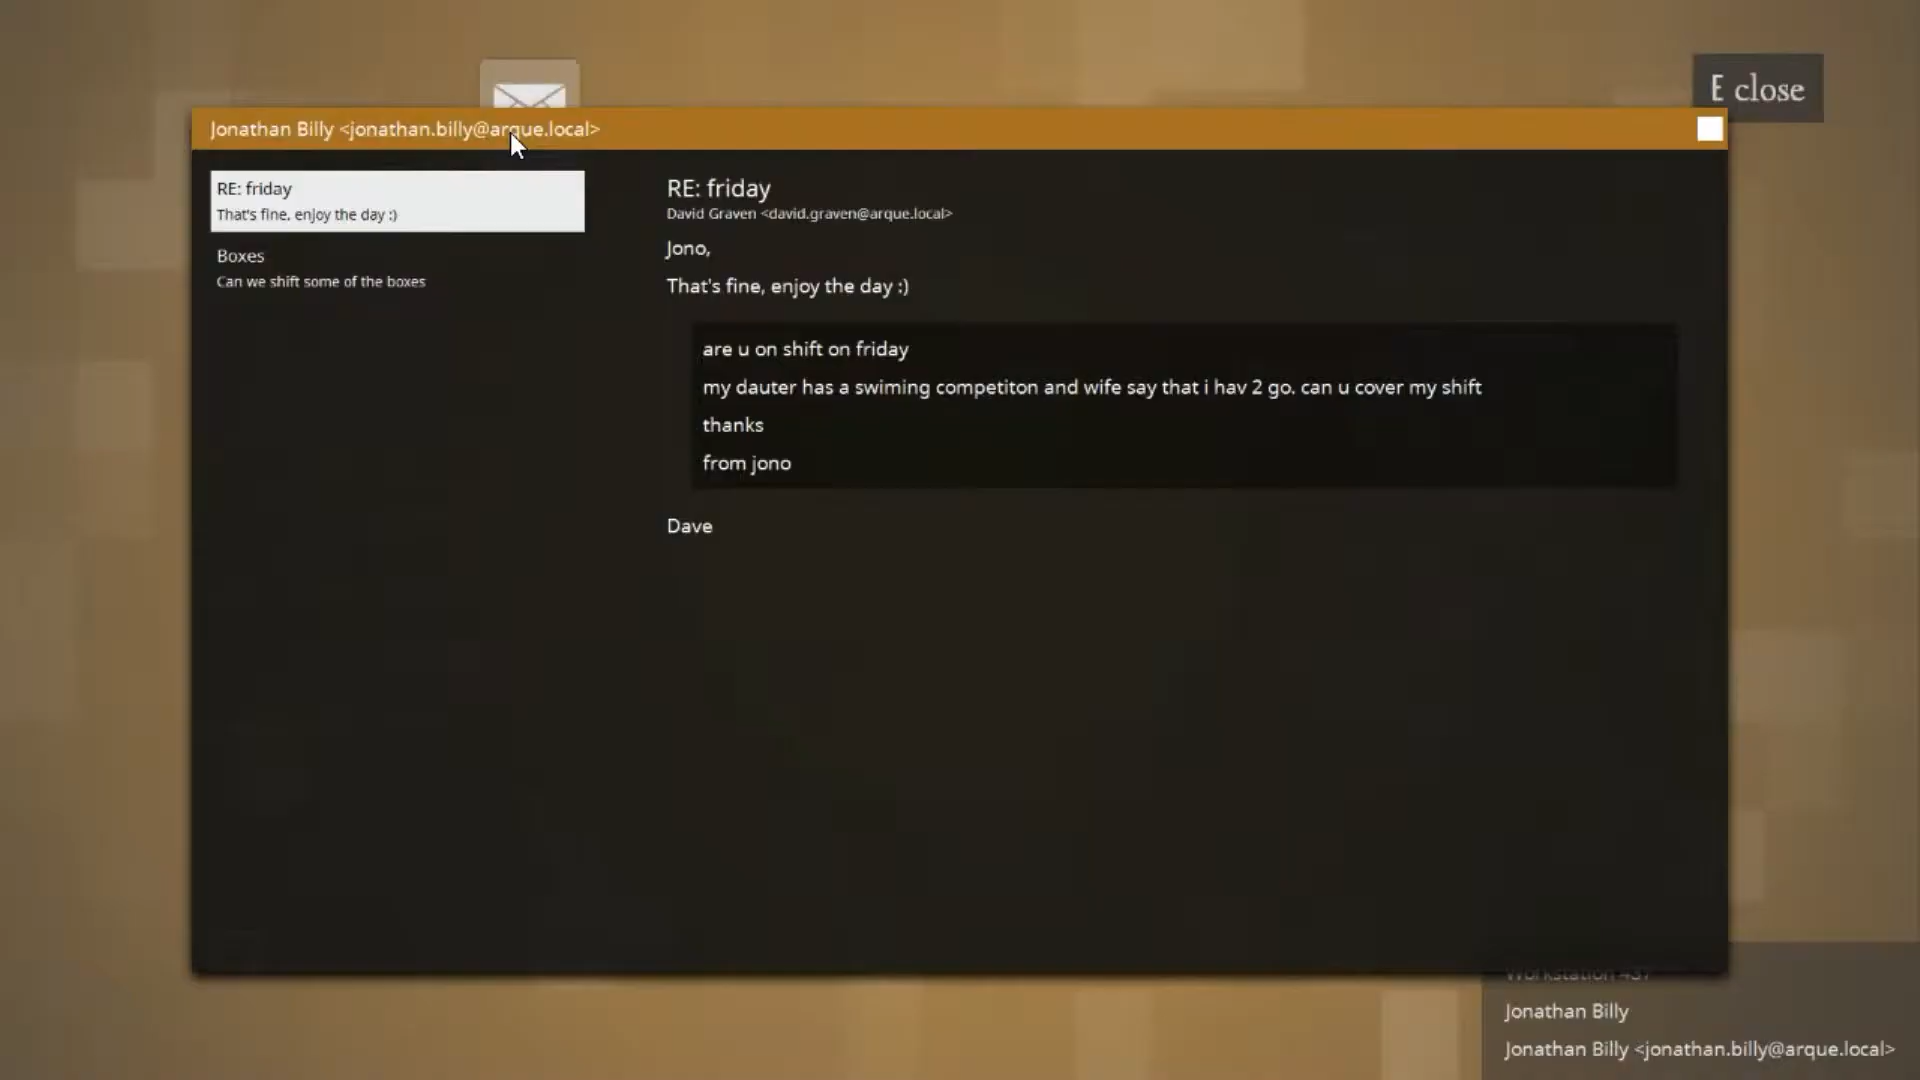 E close
Jonathan Billy <jonathan.billy@arque.local>
RE: friday
That's fine, enjoy the day :)
Boxes
Can we shift some of the boxes
RE: friday
David Graven <david.graven@arque.local>
Jono,
That's fine, enjoy the day :)
are u on shift on friday
my dauter has a swiming competiton and wife say that i hav 2 go. can u cover my shift
thanks
from jono
Dave
Workstation 437
Jonathan Billy
Jonathan Billy <jonathan.billy@arque.local>